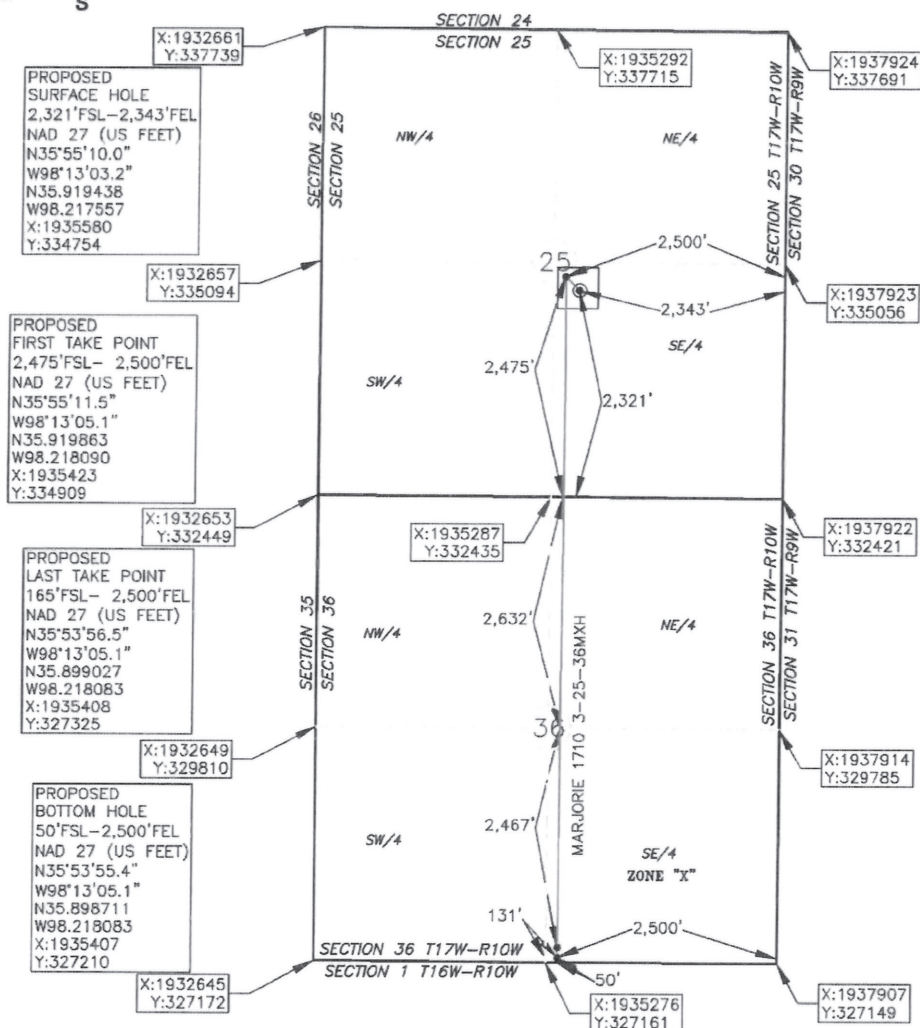 S
SECTION 24
SECTION 25
X:1932661
Y:337739
X:1935292
Y:337715
X:1937924
Y:337691
PROPOSED
SURFACE HOLE
2,321'FSL-2,343'FEL
NAD 27 (US FEET)
N35°55'10.0"
W98°13'03.2"
N35.919438
W98.217557
X:1935580
Y:334754
SECTION 26
SECTION 25
NW/4
NE/4
SECTION 25 T17W-R10W
SECTION 30 T17W-R9W
X:1932657
Y:335094
25
2,500'
2,343'
X:1937923
Y:335056
PROPOSED
FIRST TAKE POINT
2,475'FSL- 2,500'FEL
NAD 27 (US FEET)
N35°55'11.5"
W98°13'05.1"
N35.919863
W98.218090
X:1935423
Y:334909
SE/4
2,475'
SW/4
2,321'
X:1932653
Y:332449
X:1935287
Y:332435
X:1937922
Y:332421
PROPOSED
LAST TAKE POINT
165'FSL- 2,500'FEL
NAD 27 (US FEET)
N35°53'56.5"
W98°13'05.1"
N35.899027
W98.218083
X:1935408
Y:327325
SECTION 35
SECTION 36
NW/4
2,632'
NE/4
MARJORIE 1710 3-25-36MXH
SECTION 36 T17W-R10W
SECTION 31 T17W-R9W
36
X:1932649
Y:329810
X:1937914
Y:329785
PROPOSED
BOTTOM HOLE
50'FSL-2,500'FEL
NAD 27 (US FEET)
N35°53'55.4"
W98°13'05.1"
N35.898711
W98.218083
X:1935407
Y:327210
2,467'
SW/4
SE/4
ZONE "X"
131'
2,500'
SECTION 36 T17W-R10W
SECTION 1 T16W-R10W
50'
X:1932645
Y:327172
X:1935276
Y:327161
X:1937907
Y:327149